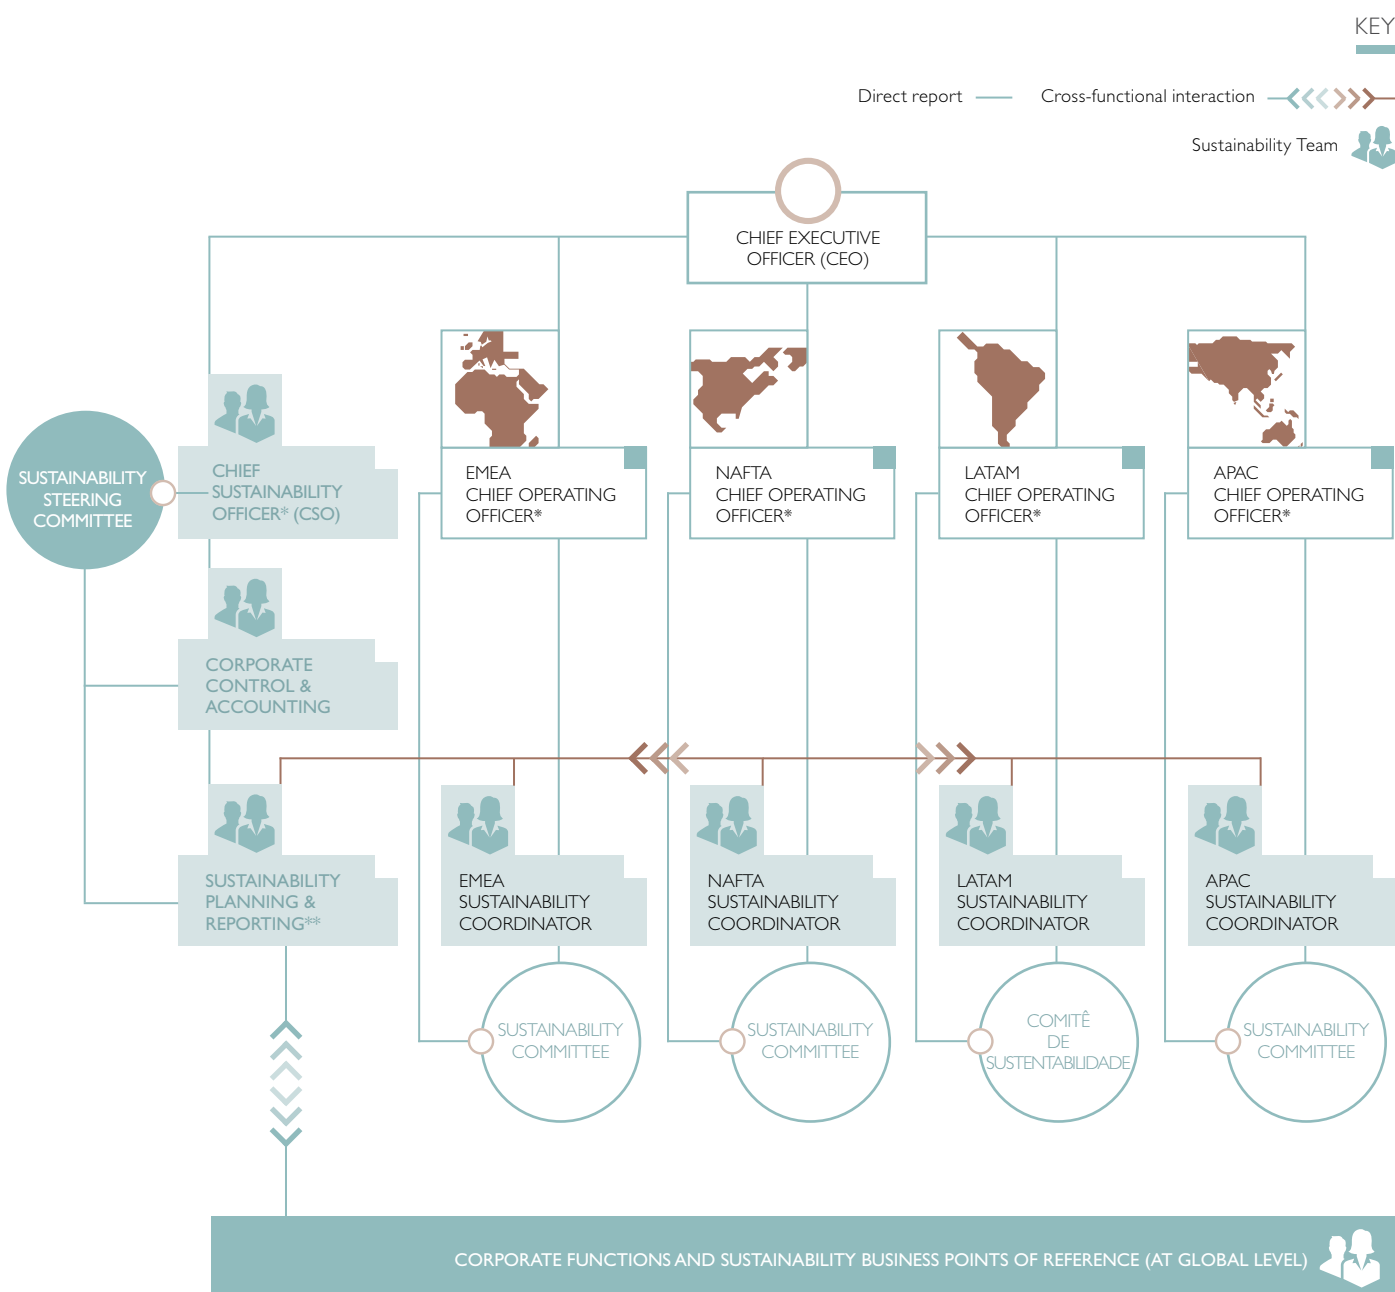 KEY
Direct report
Cross-functional interaction
Sustainability Team
CHIEF EXECUTIVE
OFFICER (CEO)
SUSTAINABILITY
STEERING
COMMITTEE
CHIEF
SUSTAINABILITY
OFFICER* (CSO)
EMEA
CHIEF OPERATING
OFFICER*
NAFTA
CHIEF OPERATING
OFFICER*
LATAM
CHIEF OPERATING
OFFICER*
APAC
CHIEF OPERATING
OFFICER*
CORPORATE
CONTROL &
ACCOUNTING
SUSTAINABILITY
PLANNING &
REPORTING**
EMEA
SUSTAINABILITY
COORDINATOR
NAFTA
SUSTAINABILITY
COORDINATOR
LATAM
SUSTAINABILITY
COORDINATOR
APAC
SUSTAINABILITY
COORDINATOR
SUSTAINABILITY
COMMITTEE
SUSTAINABILITY
COMMITTEE
COMITÊ
DE
SUSTENTABILIDADE
SUSTAINABILITY
COMMITTEE
CORPORATE FUNCTIONS AND SUSTAINABILITY BUSINESS POINTS OF REFERENCE (AT GLOBAL LEVEL)